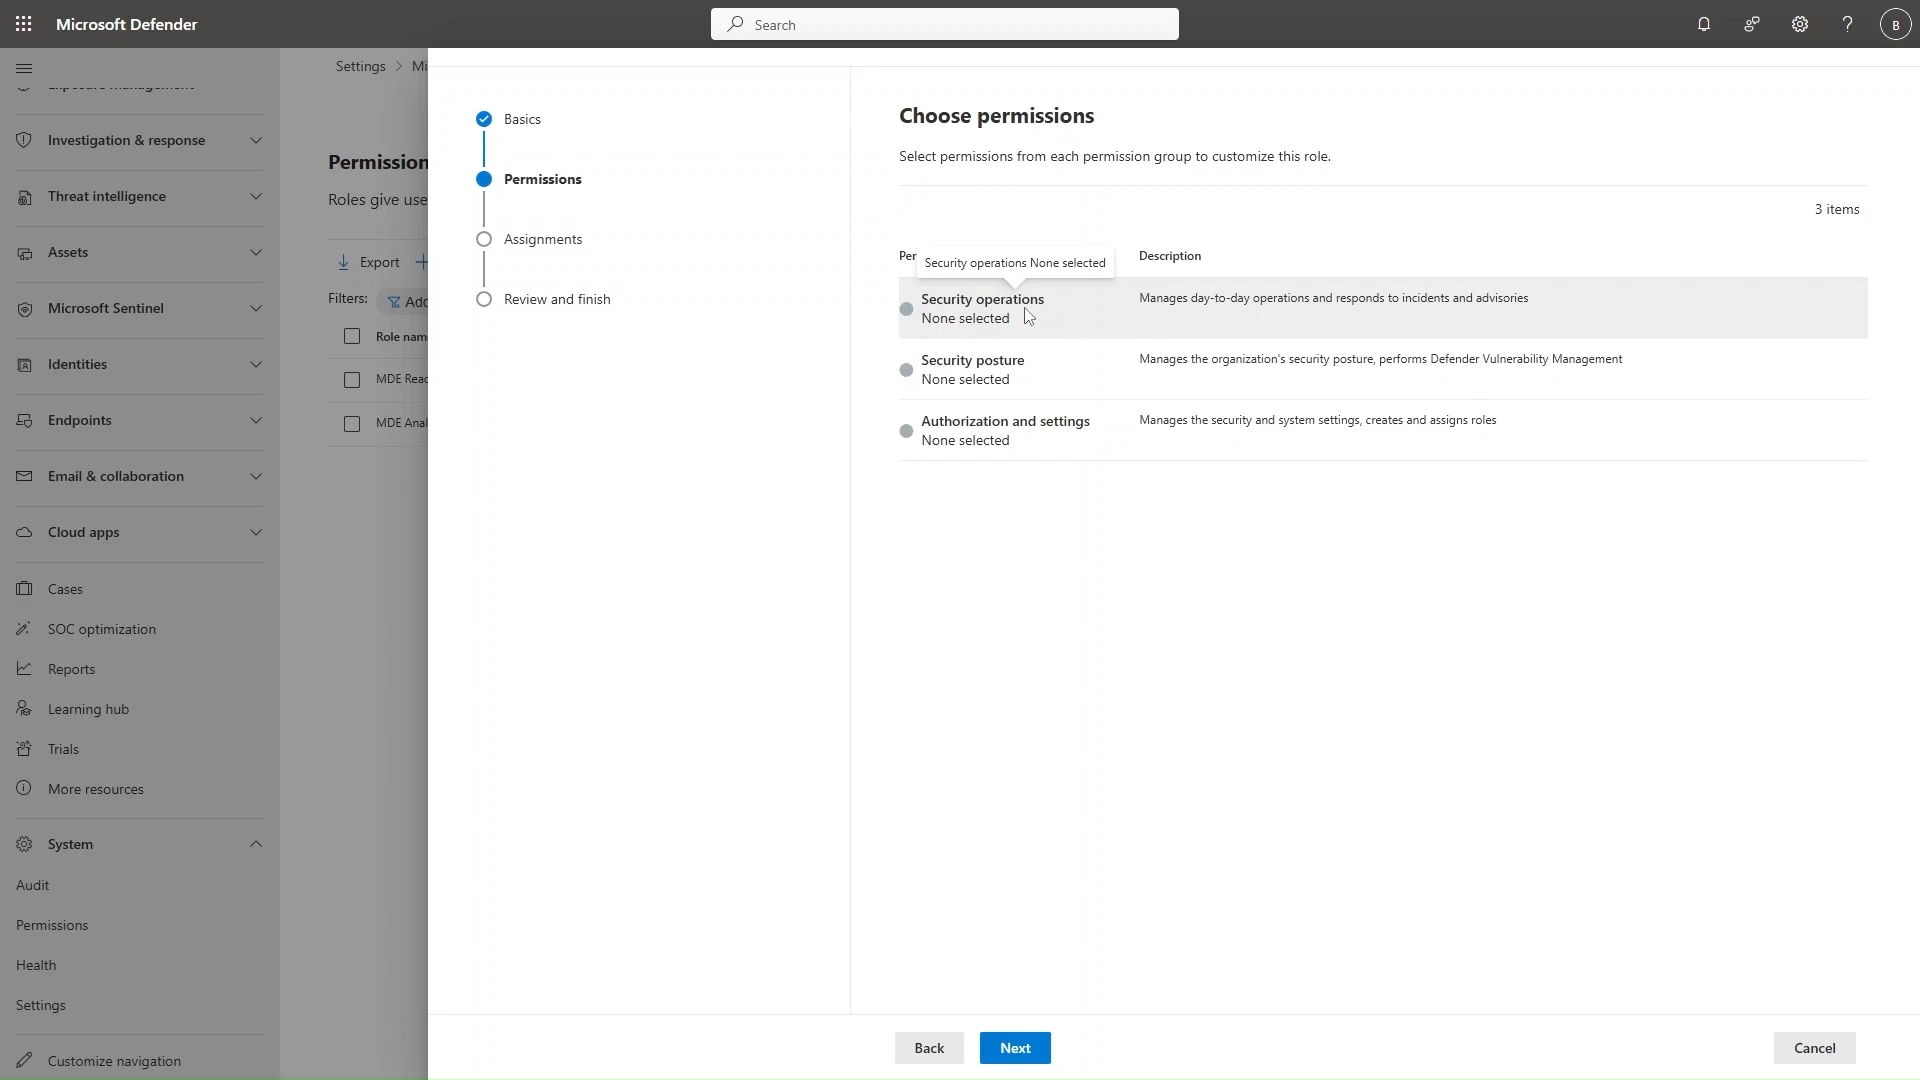 Microsoft Defender
Search
B
Investigation & response
Threat intelligence
Assets
Microsoft Sentinel
Identities
Endpoints
Email & collaboration
Cloud apps
Cases
SOC optimization
Reports
Learning hub
Trials
More resources
System
Audit
Permissions
Health
Settings
Customize navigation
Settings > Mi
Permission
Roles give use
Export
Filters: Add
Role nam
MDE Reac
MDE Anal
Basics
Permissions
Assignments
Review and finish
Choose permissions
Select permissions from each permission group to customize this role.
3 items
Per
Description
Security operations None selected
Security operations
None selected
Manages day-to-day operations and responds to incidents and advisories
Security posture
None selected
Manages the organization's security posture, performs Defender Vulnerability Management
Authorization and settings
None selected
Manages the security and system settings, creates and assigns roles
Back
Next
Cancel